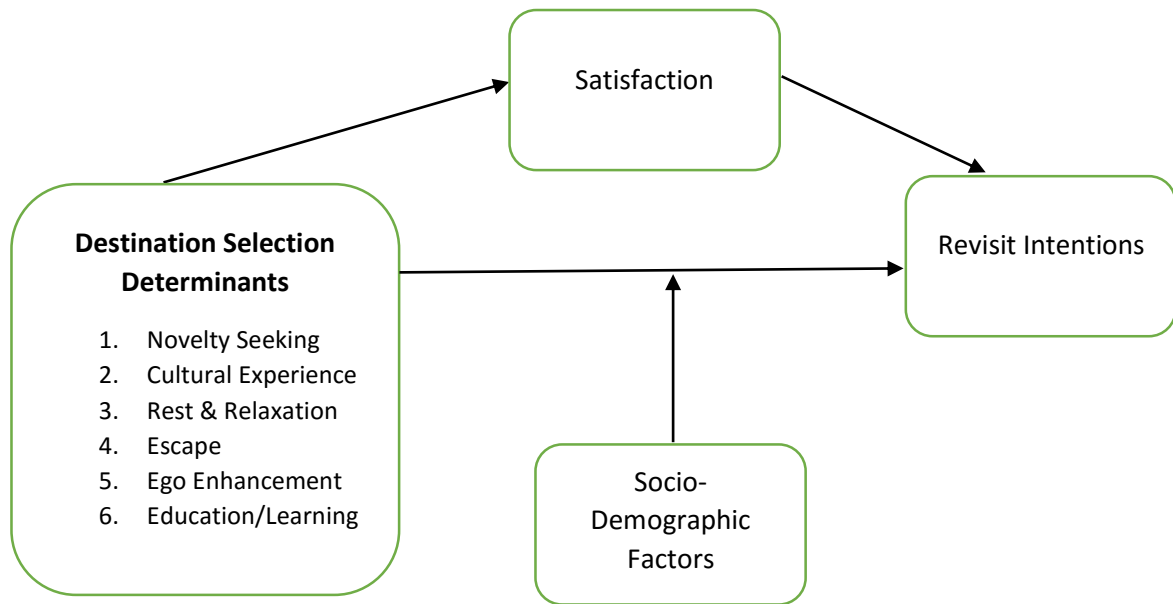 Satisfaction
Destination Selection
Determinants
1. Novelty Seeking
2. Cultural Experience
3. Rest & Relaxation
4. Escape
5. Ego Enhancement
6. Education/Learning
Revisit Intentions
Socio-
Demographic
Factors